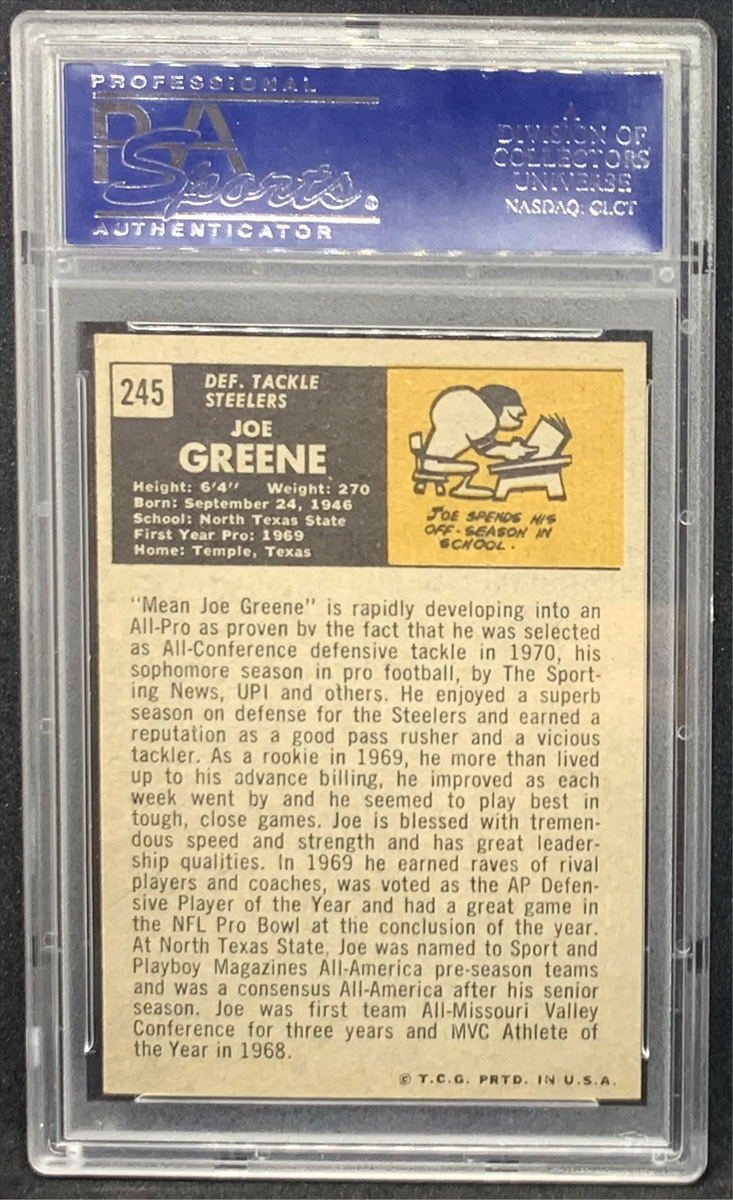 PROFESSIONAL
PSA
Sports®
AUTHENTICATOR
A
DIVISION OF
COLLECTORS
UNIVERSE
NASDAQ: CLCT
245
DEF. TACKLE
STEELERS
JOE
GREENE
Height: 6'4" Weight: 270
Born: September 24, 1946
School: North Texas State
First Year Pro: 1969
Home: Temple, Texas
JOE SPENDS HIS
OFF-SEASON IN
SCHOOL.
"Mean Joe Greene" is rapidly developing into an
All-Pro as proven by the fact that he was selected
as All-Conference defensive tackle in 1970, his
sophomore season in pro football, by The Sport-
ing News, UPI and others. He enjoyed a superb
season on defense for the Steelers and earned a
reputation as a good pass rusher and a vicious
tackler. As a rookie in 1969, he more than lived
up to his advance billing, he improved as each
week went by and he seemed to play best in
tough, close games. Joe is blessed with tremen-
dous speed and strength and has great leader-
ship qualities. In 1969 he earned raves of rival
players and coaches, was voted as the AP Defen-
sive Player of the Year and had a great game in
the NFL Pro Bowl at the conclusion of the year.
At North Texas State, Joe was named to Sport and
Playboy Magazines All-America pre-season teams
and was a consensus All-America after his senior
season. Joe was first team All-Missouri Valley
Conference for three years and MVC Athlete of
the Year in 1968.
© T.C.G. PRTD. IN U.S.A.